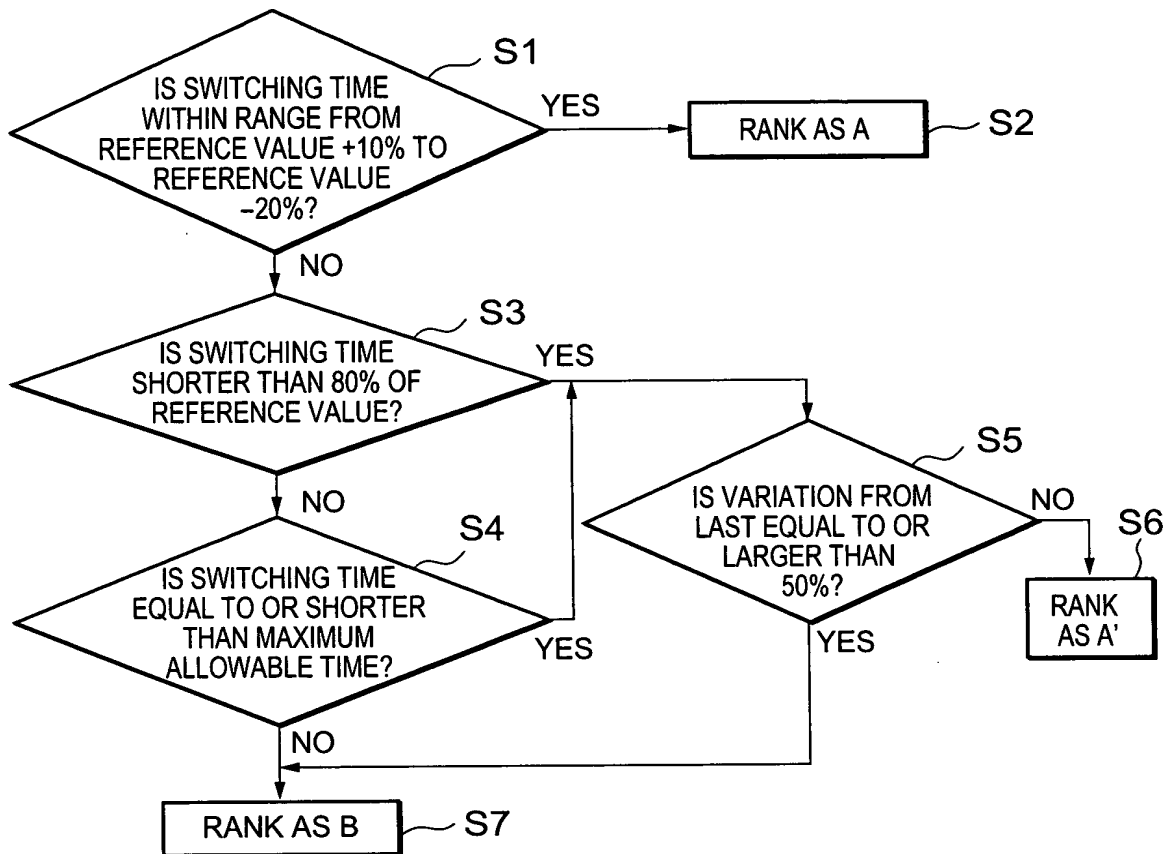 S1
IS SWITCHING TIME
WITHIN RANGE FROM
REFERENCE VALUE +10% TO
REFERENCE VALUE
–20%?
YES
RANK AS A
S2
NO
S3
IS SWITCHING TIME
SHORTER THAN 80% OF
REFERENCE VALUE?
YES
NO
S4
IS SWITCHING TIME
EQUAL TO OR SHORTER
THAN MAXIMUM
ALLOWABLE TIME?
YES
NO
S5
IS VARIATION FROM
LAST EQUAL TO OR
LARGER THAN
50%?
NO
S6
RANK
AS A'
YES
RANK AS B
S7